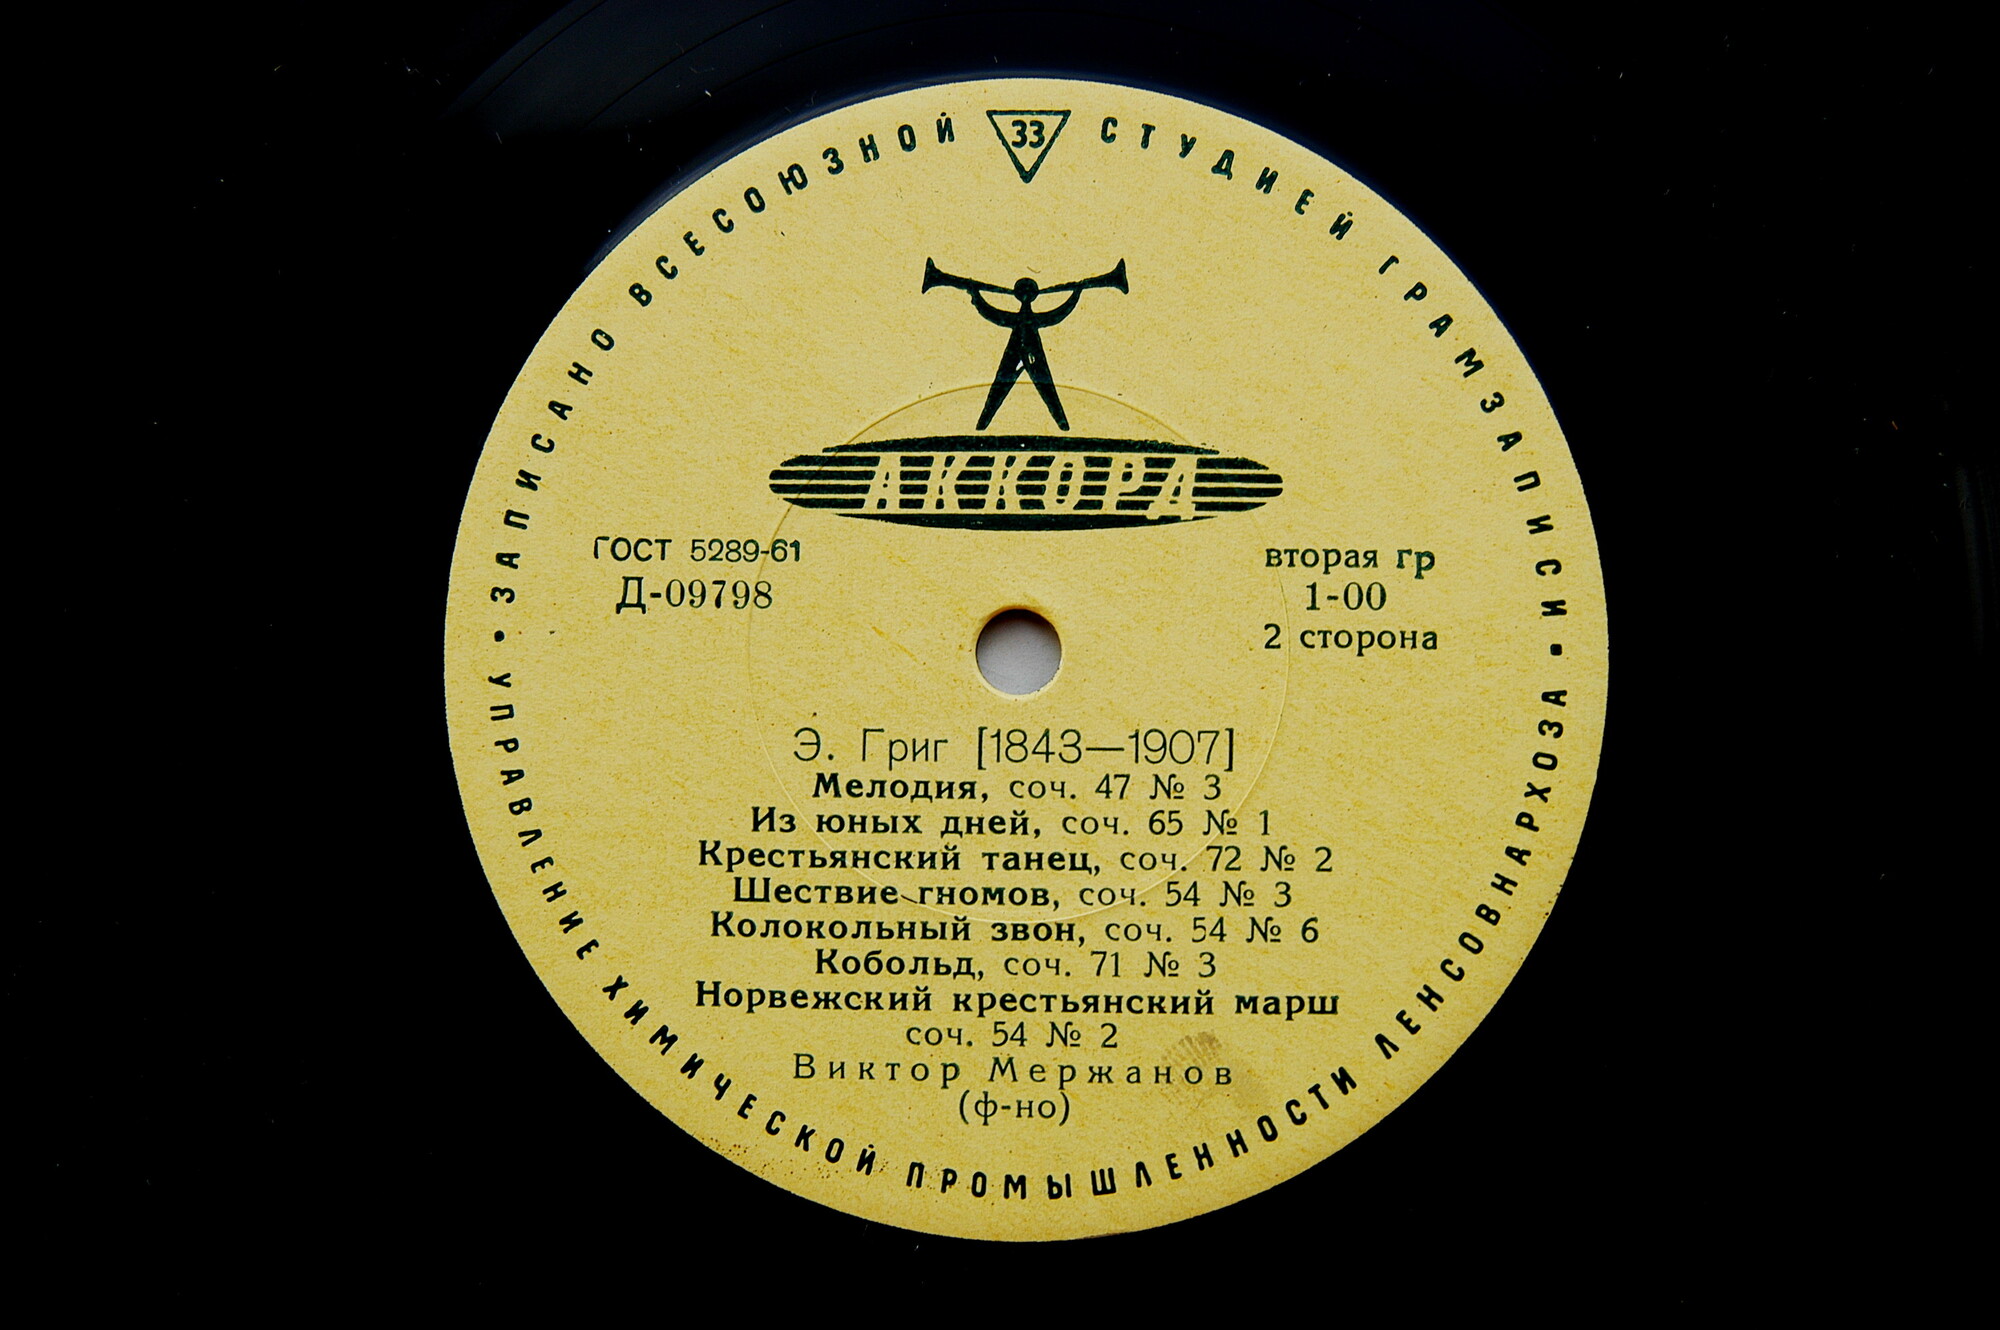 ЗАПИСАНО ВСЕСОЮЗНОЙ СТУДИЕЙ ГРАМЗАПИСИ
33
АККОРД
ГОСТ 5289-61
Д-09798
вторая гр
1-00
2 сторона
Э. Григ [1843—1907]
Мелодия, соч. 47 № 3
Из юных дней, соч. 65 № 1
Крестьянский танец, соч. 72 № 2
Шествие гномов, соч. 54 № 3
Колокольный звон, соч. 54 № 6
Кобольд, соч. 71 № 3
Норвежский крестьянский марш
соч. 54 № 2
Виктор Мержанов
(ф-но)
УПРАВЛЕНИЕ ХИМИЧЕСКОЙ ПРОМЫШЛЕННОСТИ ЛЕНСОВНАРХОЗА